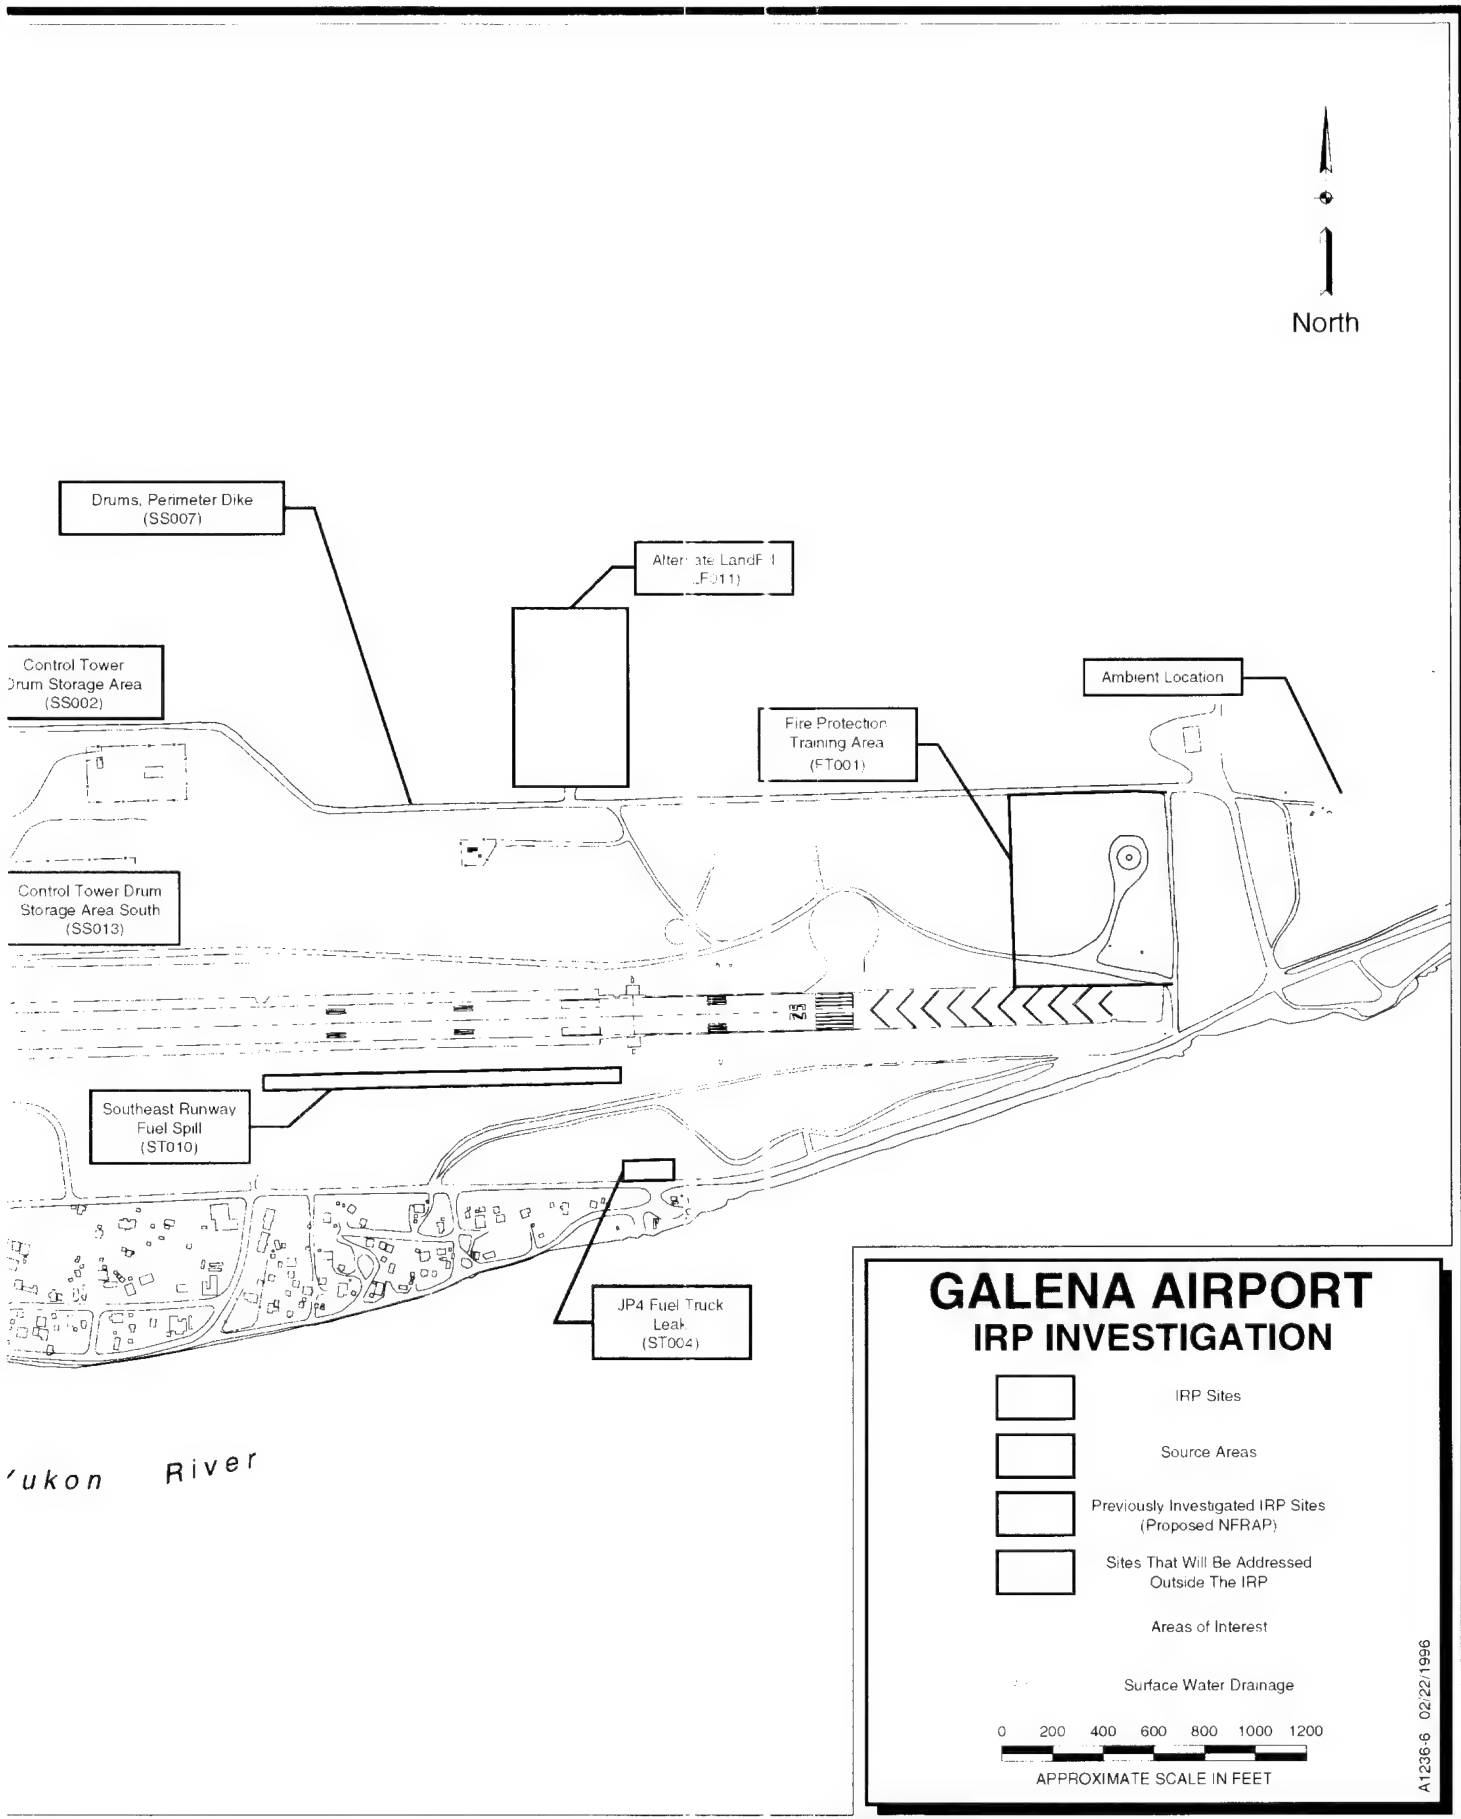 North
Drums, Perimeter Dike
(SS007)
Control Tower
Drum Storage Area
(SS002)
Control Tower Drum
Storage Area South
(SS013)
Fire Protection
Training Area
(FT001)
Ambient Location
25
Southeast Runway
Fuel Spill
(ST010)
JP4 Fuel Truck
Leak
(ST004)
River
GALENA AIRPORT
IRP INVESTIGATION
IRP Sites
Source Areas
Previously Investigated IRP Sites
(Proposed NFRAP)
Sites That Will Be Addressed
Outside The IRP
Areas of Interest
Surface Water Drainage
0 200 400 600 800 1000 1200
APPROXIMATE SCALE IN FEET
A1236-6 02/22/1996